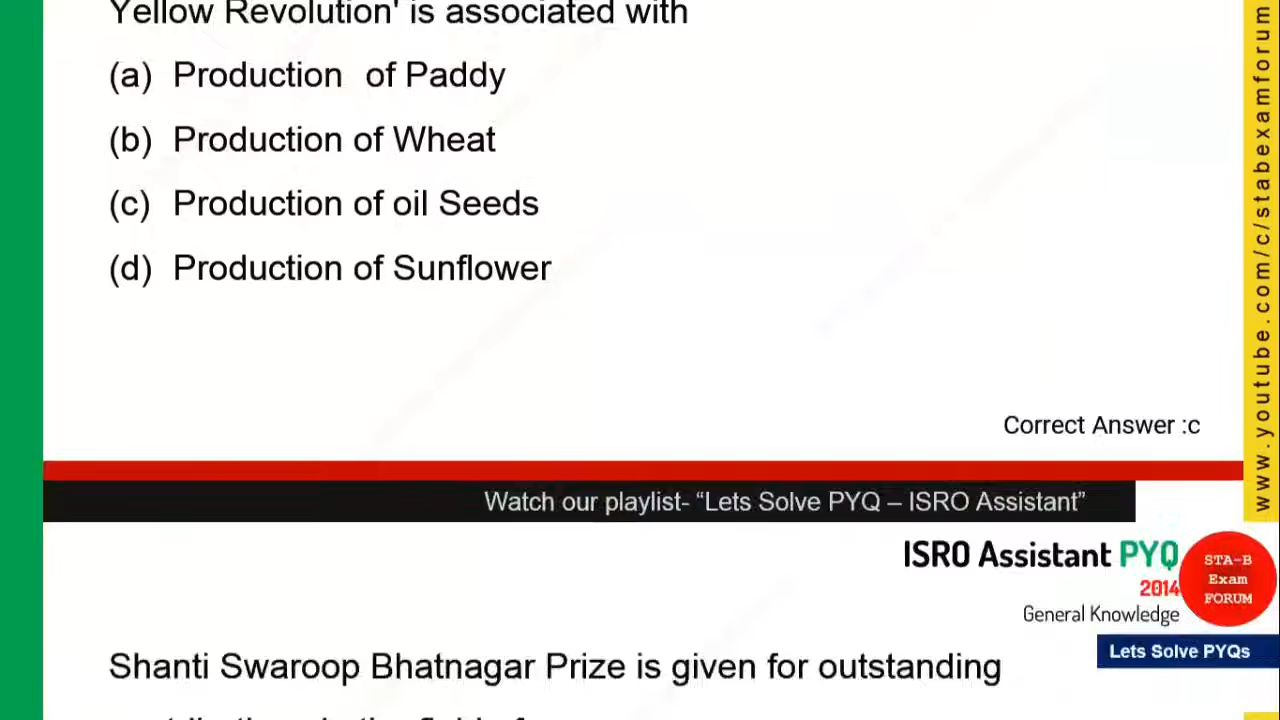 Yellow Revolution' is associated with
(a) Production of Paddy
(b) Production of Wheat
(c) Production of oil Seeds
(d) Production of Sunflower
Correct Answer :c
www.youtube.com/c/stabexamforum
Watch our playlist- “Lets Solve PYQ – ISRO Assistant”
ISRO Assistant PYQ
2014
General Knowledge
STA-B
Exam
FORUM
Lets Solve PYQs
Shanti Swaroop Bhatnagar Prize is given for outstanding